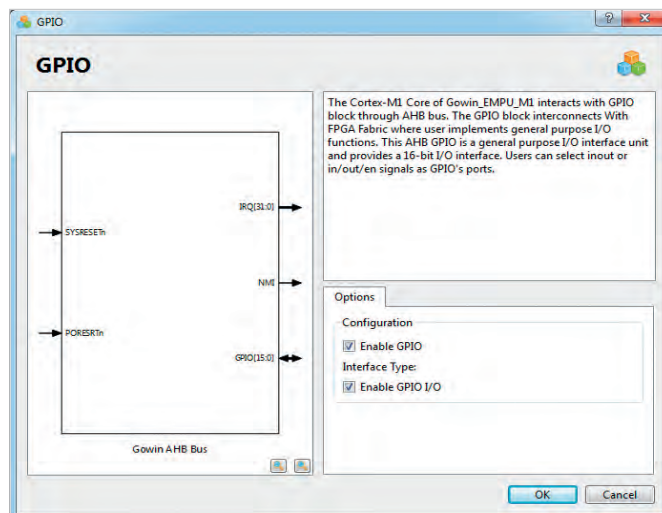 GPIO
GPIO
The Cortex-M1 Core of Gowin_EMPU_M1 interacts with GPIO
block through AHB bus. The GPIO block interconnects With
FPGA Fabric where user implements general purpose I/O
functions. This AHB GPIO is a general purpose I/O interface unit
and provides a 16-bit I/O interface. Users can select inout or
in/out/en signals as GPIO's ports.
IRQ[31:0]
SYSRESETn
NMI
PORESRTn
GPIO[15:0]
Gowin AHB Bus
Options
Configuration
Enable GPIO
Interface Type:
Enable GPIO I/O
OK
Cancel